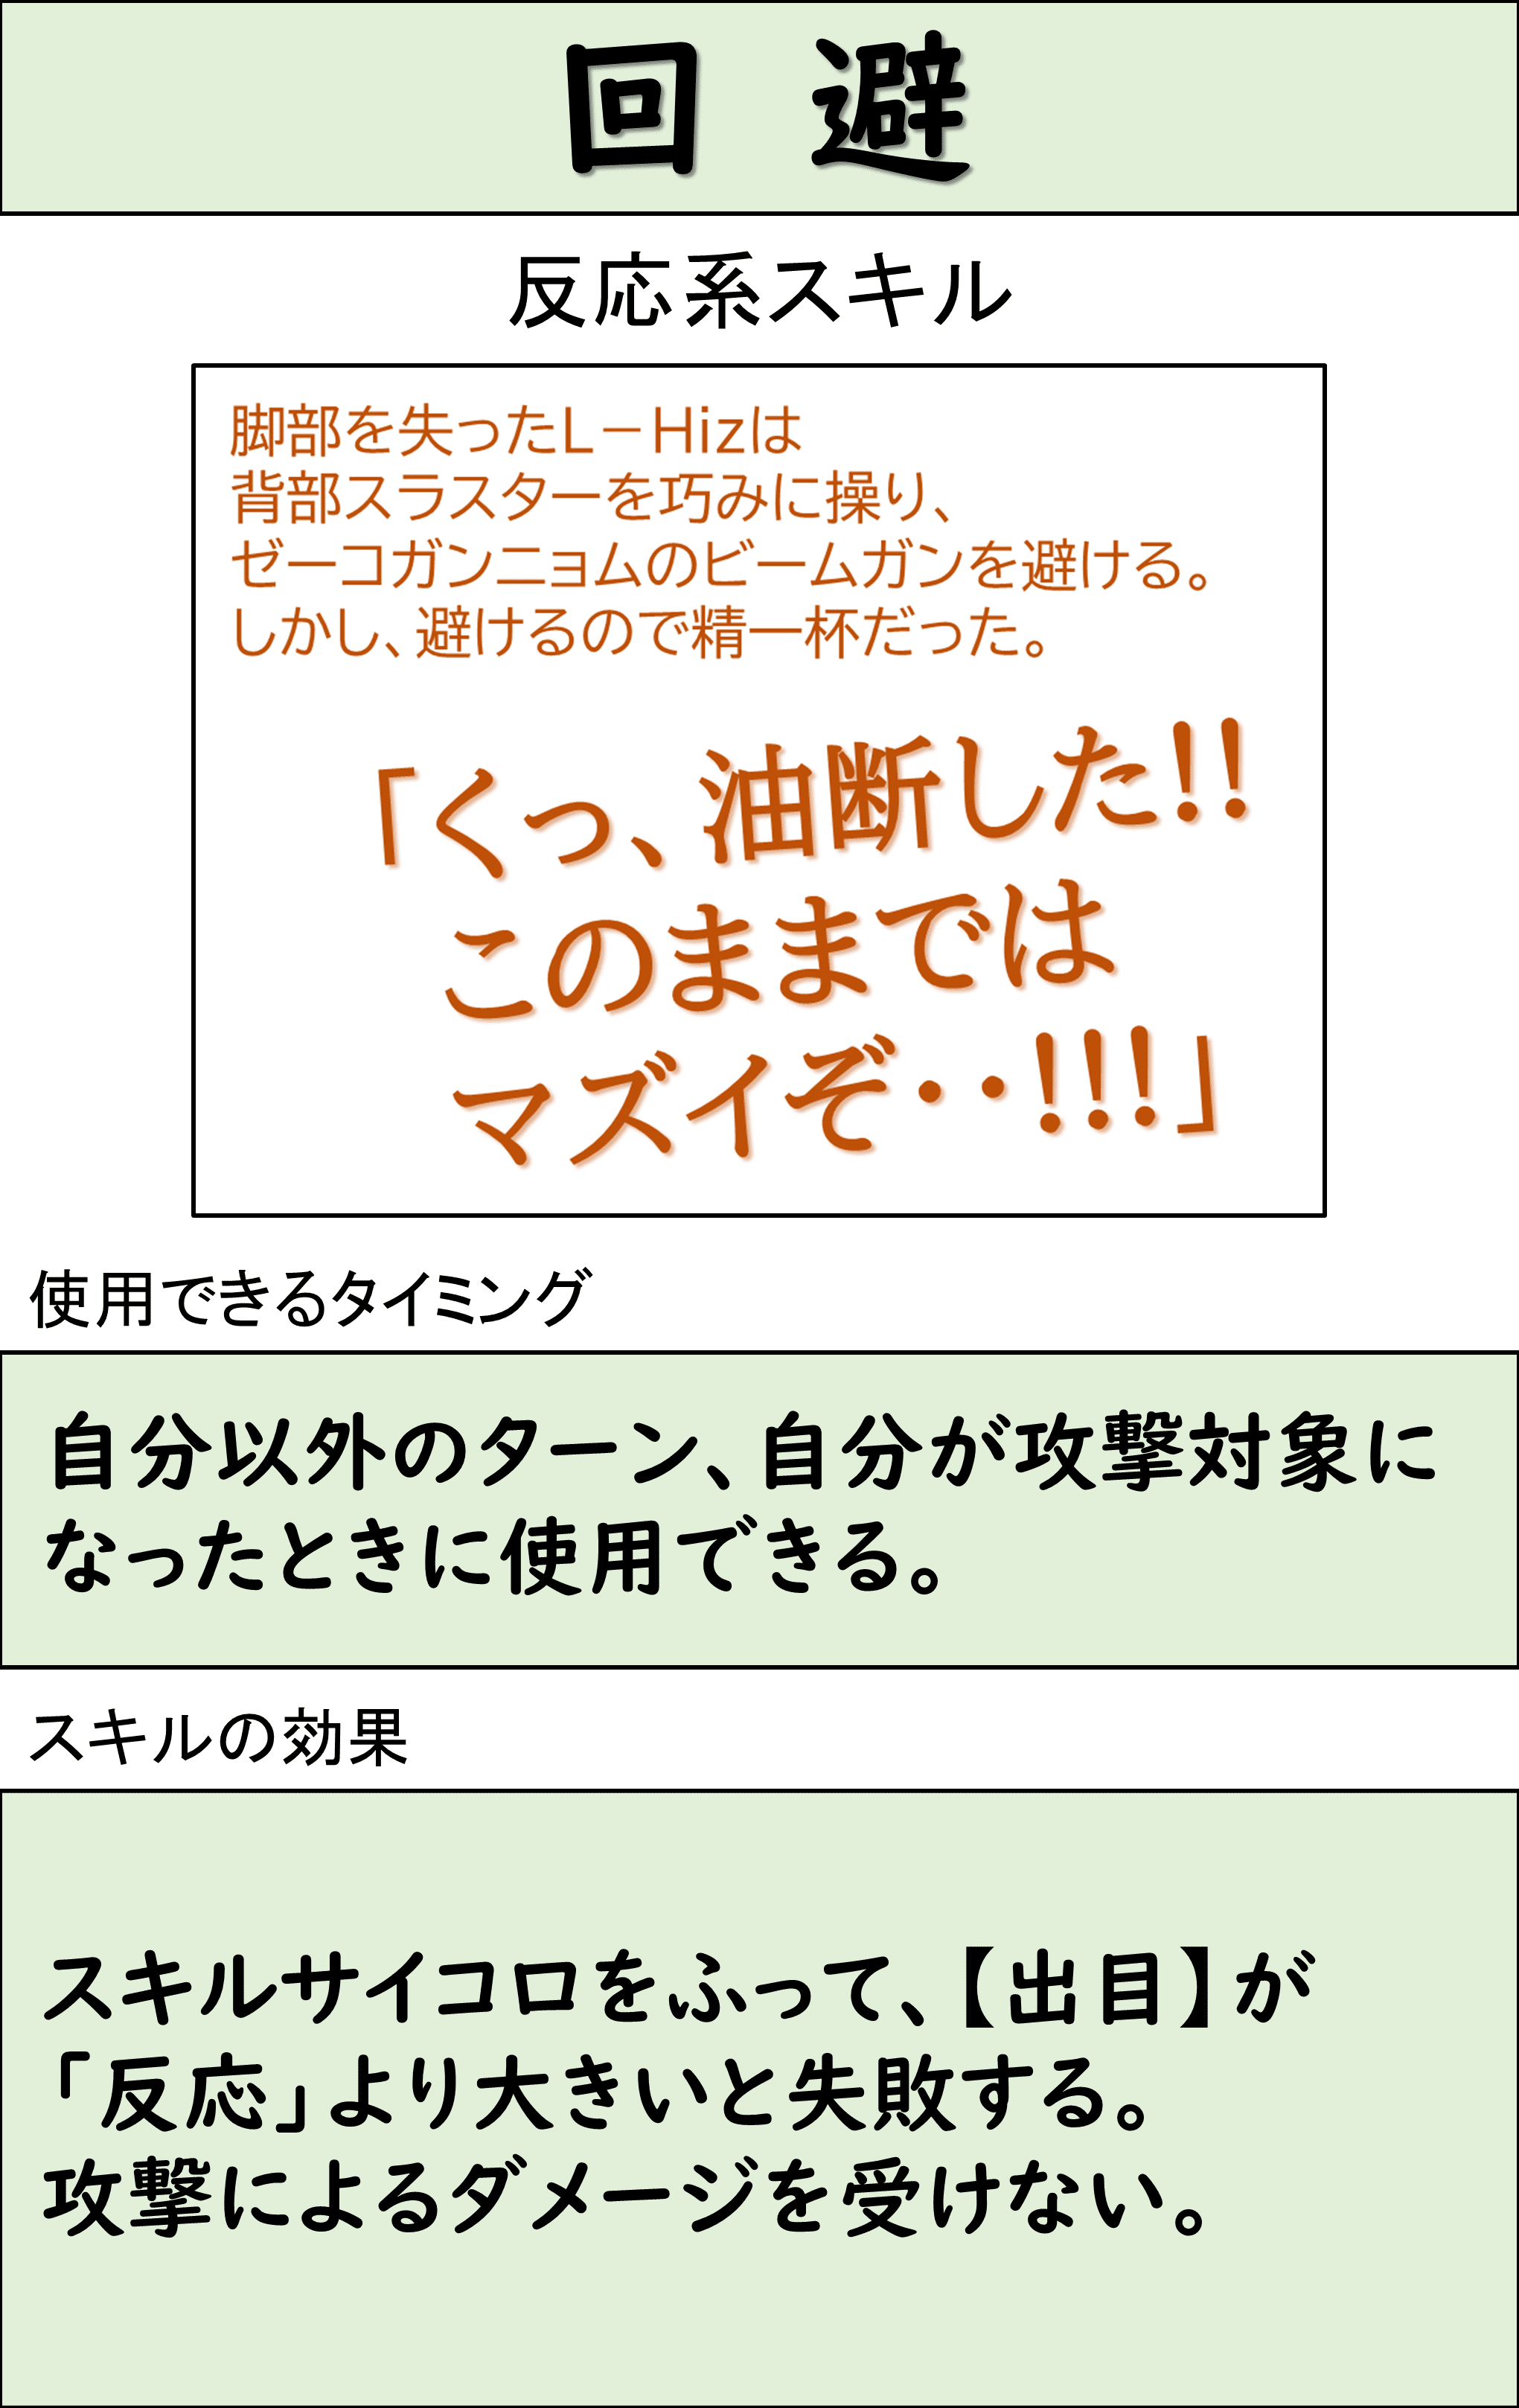 回避
反応系スキル
脚部を失ったL－Hizは
背部スラスターを巧みに操り、
ゼーコガンニョムのビームガンを避ける。
しかし、避けるので精一杯だった。
「くっ、油断した!!
このままでは
マズイぞ‥!!!」
使用できるタイミング
自分以外のターン、自分が攻撃対象に
なったときに使用できる。
スキルの効果
スキルサイコロをふって、【出目】が
「反応」より大きいと失敗する。
攻撃によるダメージを受けない。